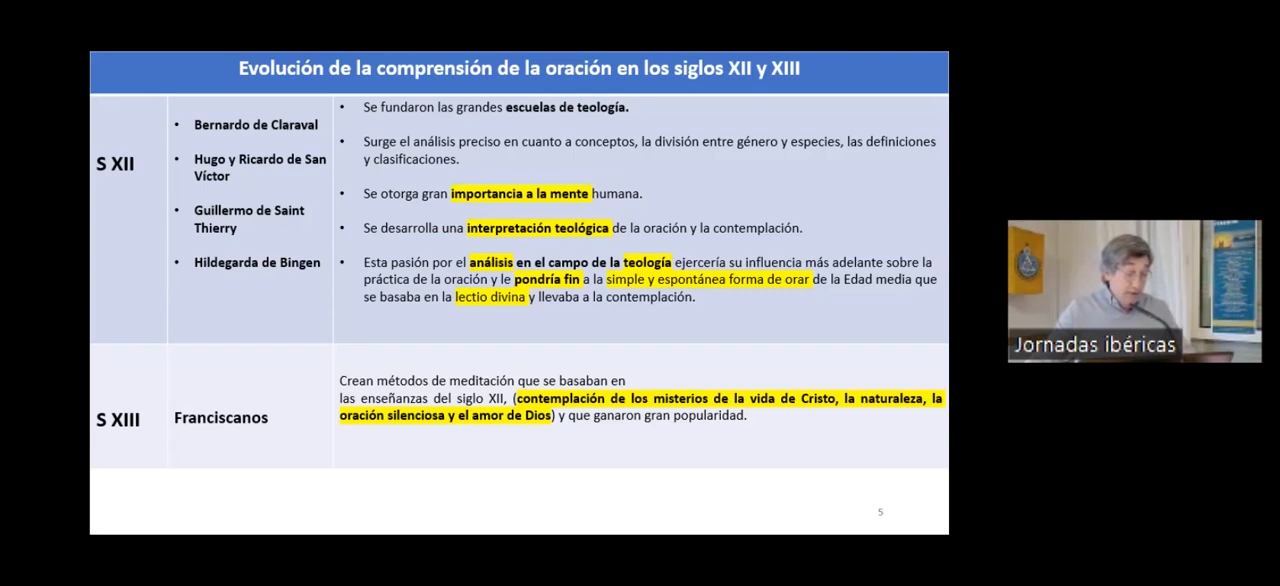 Evolución de la comprensión de la oración en los siglos XII y XIII
S XII
• Bernardo de Claraval
• Hugo y Ricardo de San
Víctor
• Guillermo de Saint
Thierry
• Hildegarda de Bingen
• Se fundaron las grandes escuelas de teología.
• Surge el análisis preciso en cuanto a conceptos, la división entre género y especies, las definiciones
y clasificaciones.
• Se otorga gran importancia a la mente humana.
• Se desarrolla una interpretación teológica de la oración y la contemplación.
• Esta pasión por el análisis en el campo de la teología ejercería su influencia más adelante sobre la
práctica de la oración y le pondría fin a la simple y espontánea forma de orar de la Edad media que
se basaba en la lectio divina y llevaba a la contemplación.
S XIII
Franciscanos
Crean métodos de meditación que se basaban en
las enseñanzas del siglo XII, (contemplación de los misterios de la vida de Cristo, la naturaleza, la
oración silenciosa y el amor de Dios) y que ganaron gran popularidad.
5
Jornadas ibéricas